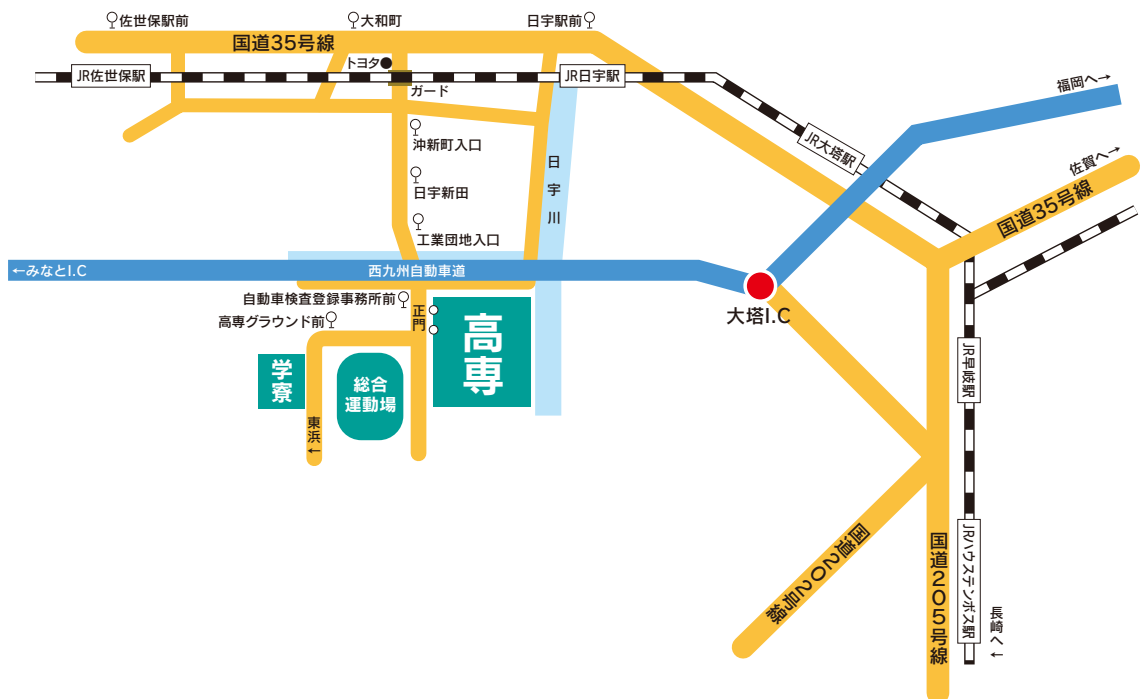 佐世保駅前
大和町
日宇駅前
国道35号線
トヨタ
JR佐世保駅
JR日宇駅
ガード
福岡へ→
JR大塔駅
佐賀へ→
沖新町入口
日宇川
日宇新田
国道35号線
工業団地入口
←みなとI.C
西九州自動車道
自動車検査登録事務所前
大塔I.C
高専グラウンド前
正門
高専
学寮
総合
運動場
JR早岐駅
東浜←
国道202号線
国道205号線
JRハウステンボス駅
長崎へ←